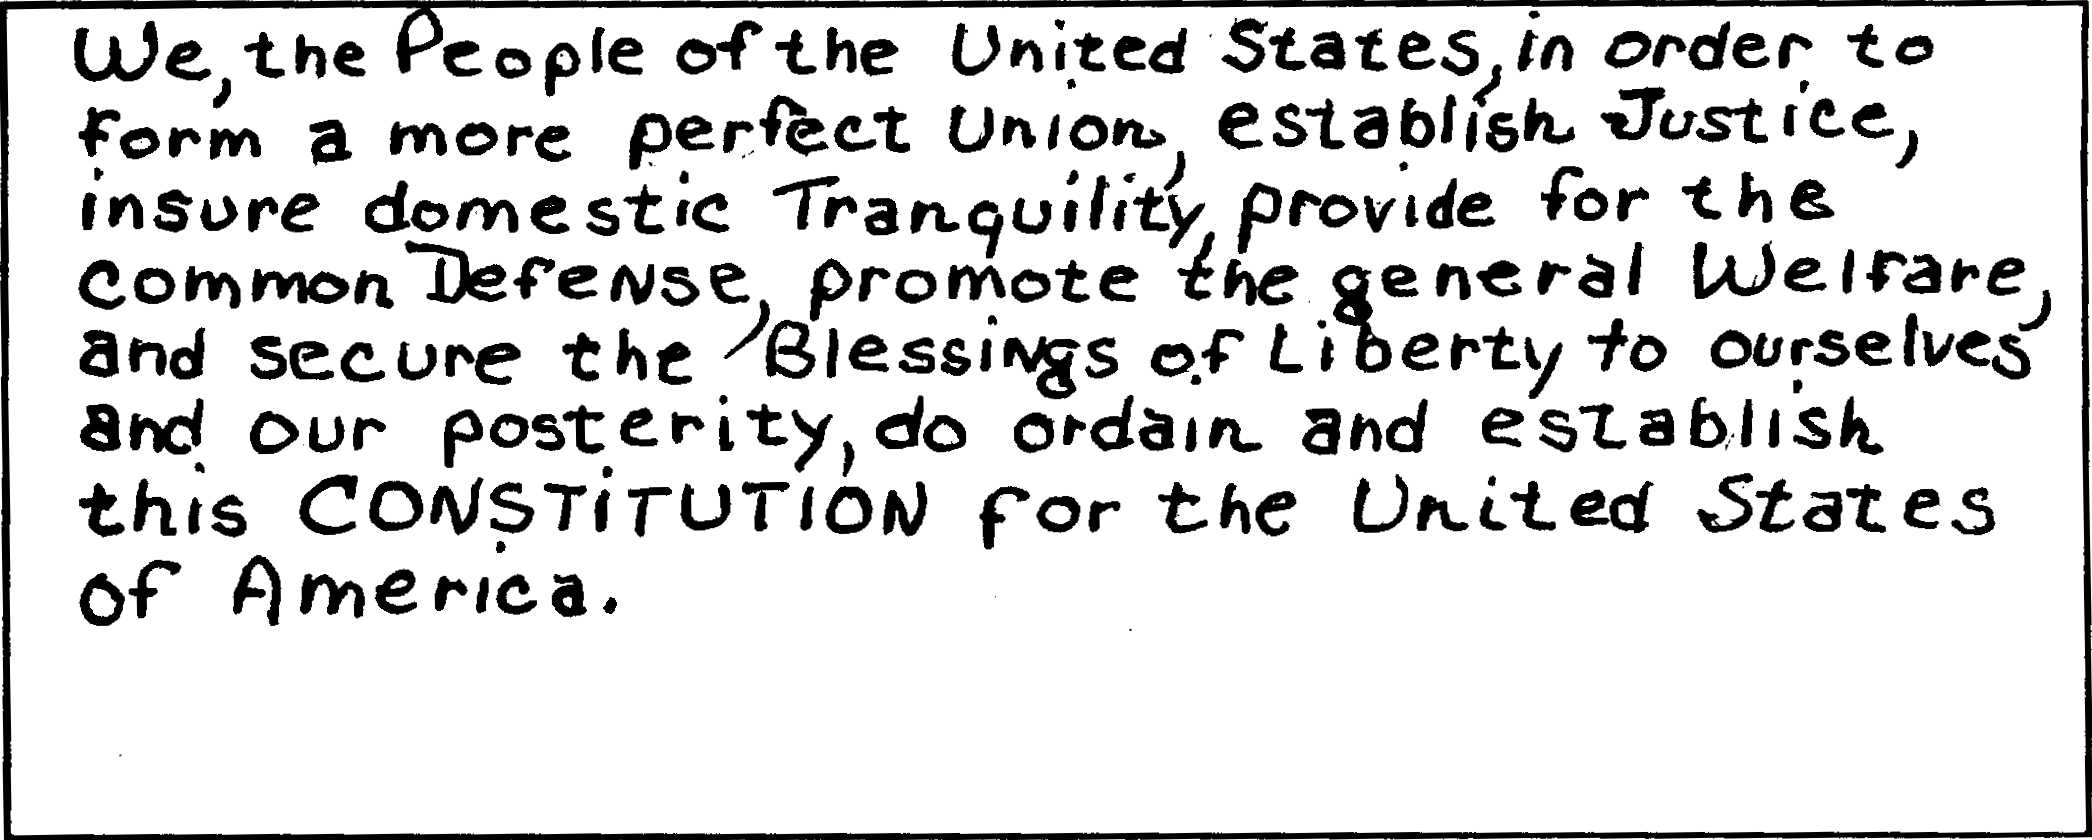 We, the People of the United States, in order to
form a more perfect Union, establish Justice,
insure domestic Tranquility, provide for the
common Defense, promote the general Welfare,
and secure the Blessings of Liberty to ourselves
and our posterity, do ordain and establish
this CONSTITUTION for the United States
of America.